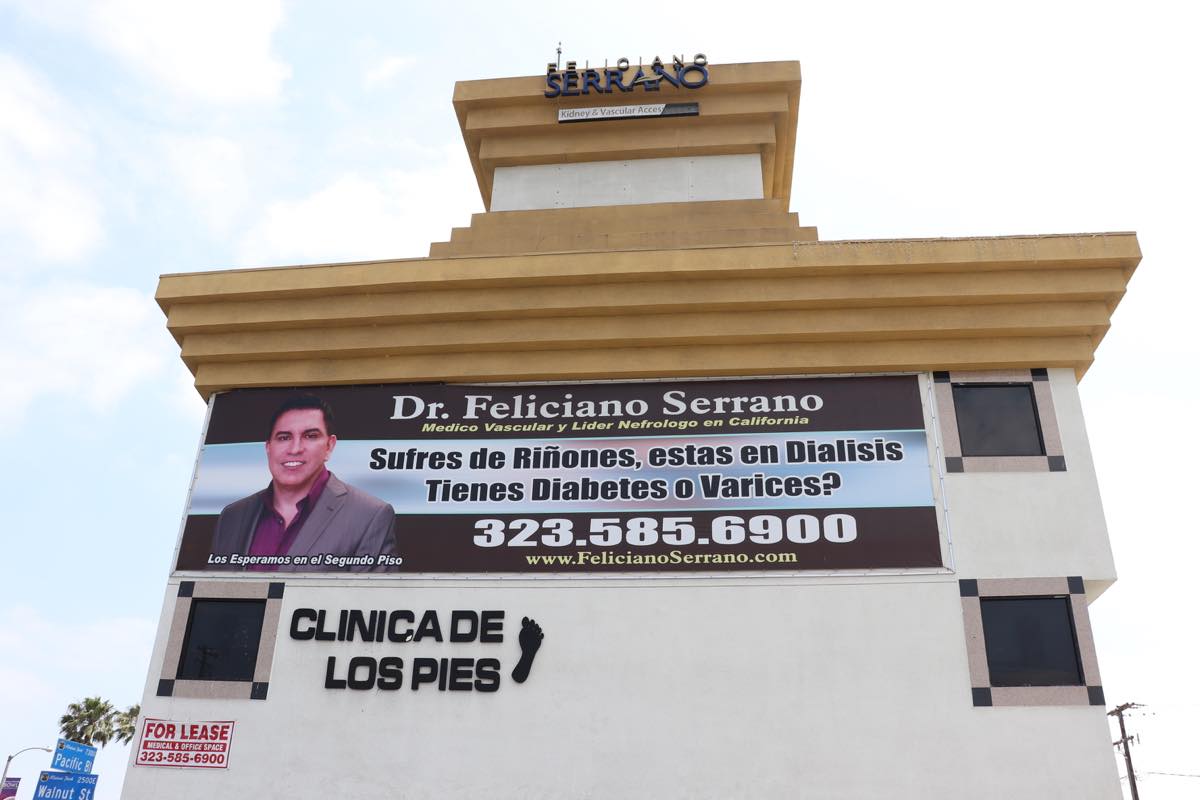 FELICIANO
SERRANO
Kidney & Vascular Access
Dr. Feliciano Serrano
Medico Vascular y Lider Nefrologo en California
Sufres de Riñones, estas en Dialisis
Tienes Diabetes o Varices?
323.585.6900
www.FelicianoSerrano.com
Los Esperamos en el Segundo Piso
CLINICA DE
LOS PIES
FOR LEASE
MEDICAL & OFFICE SPACE
323-585-6900
7300
Pacific Bl
2500E
Walnut St